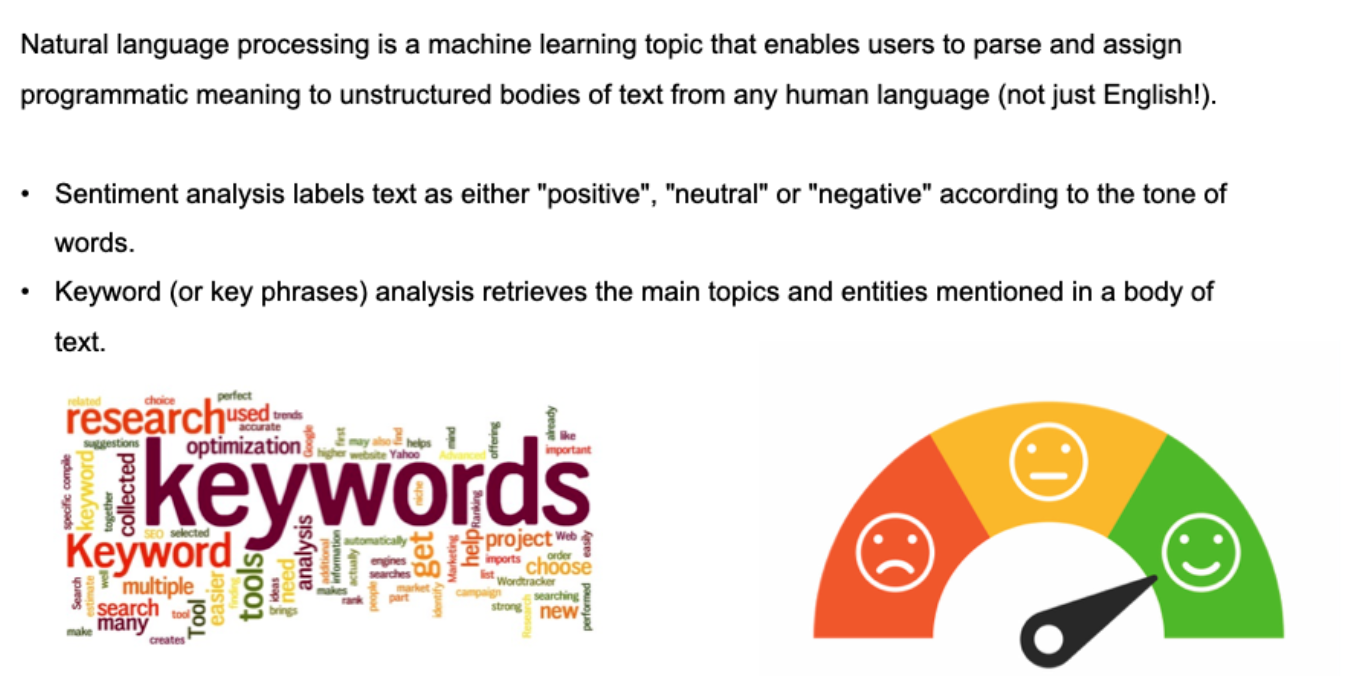 Natural language processing is a machine learning topic that enables users to parse and assign
programmatic meaning to unstructured bodies of text from any human language (not just English!).
• Sentiment analysis labels text as either "positive", "neutral" or "negative" according to the tone of
words.
• Keyword (or key phrases) analysis retrieves the main topics and entities mentioned in a body of
text.
related
choice
perfect
research
used
trends
accurate
suggestions
optimization
Google
first
higher
may
also
find
helps
website
Yahoo
mind
Advanced
offering
already
like
important
specific
compile
keyword
together
collected
keywords
niche
Ranking
SEO
selected
Keyword
analysis
additional
information
automatically
actually
engines
searches
get
Marketing
help
project
Web
easily
imports
order
choose
list
Wordtracker
Search
estimate
well
multiple
easier
finding
tools
ideas
need
brings
makes
rank
people
market
part
identify
campaign
searching
strong
Research
new
performed
search
tool
Tool
many
make
creates